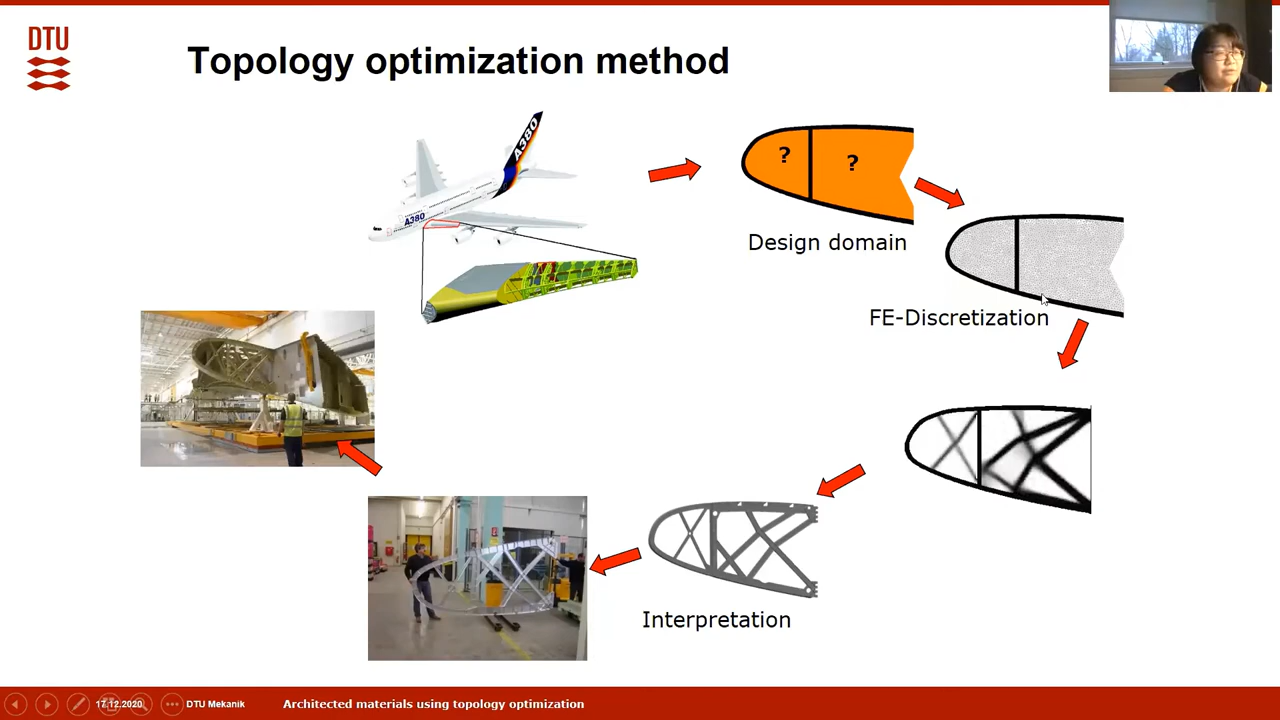 DTU
Topology optimization method
A380
A380
?
?
Design domain
FE-Discretization
Interpretation
17.12.2020
DTU Mekanik
Architected materials using topology optimization